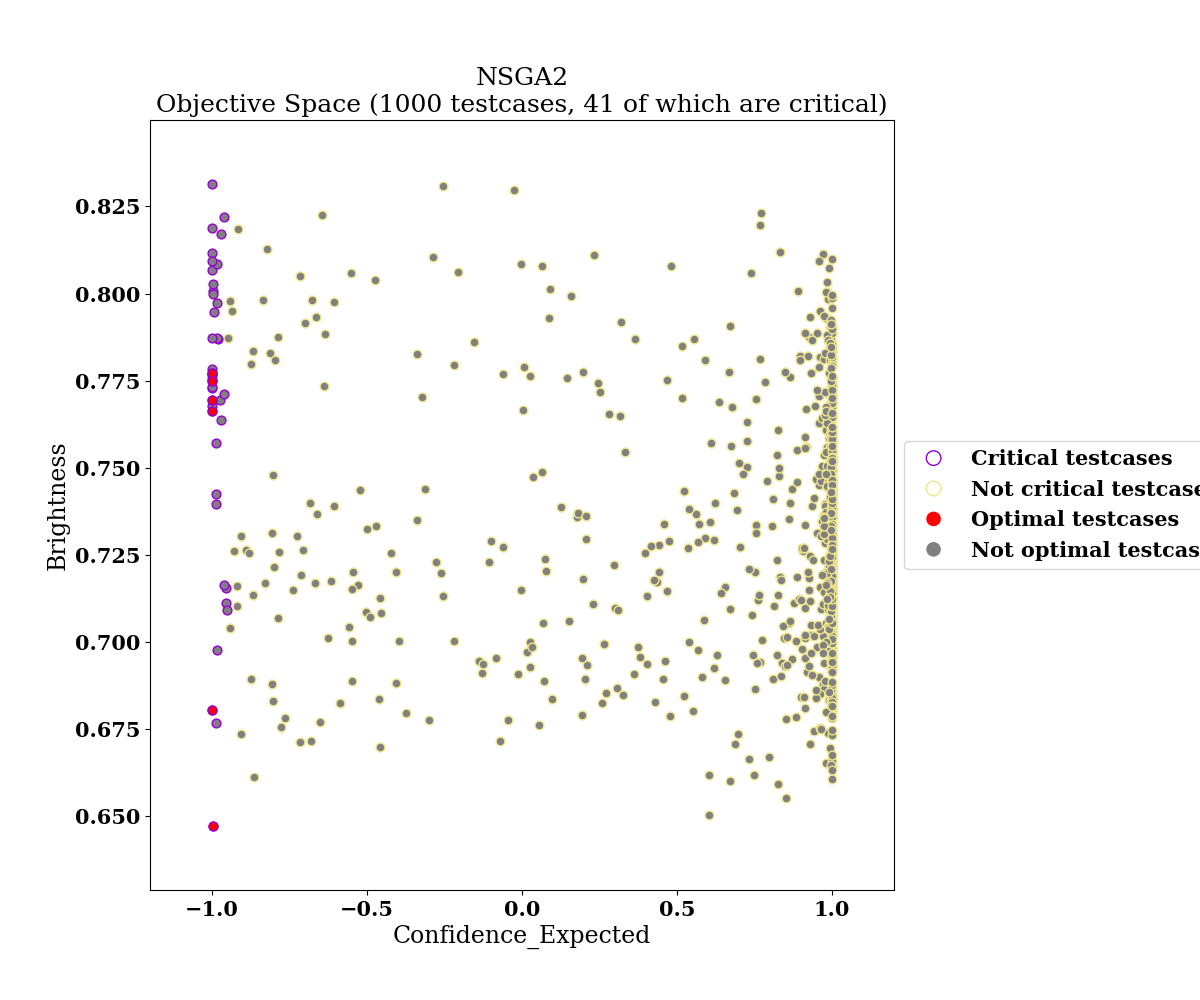 NSGA2
Objective Space (1000 testcases, 41 of which are critical)
0.825
0.800
0.775
0.750
0.725
0.700
0.675
0.650
Brightness
−1.0
−0.5
0.0
0.5
1.0
Confidence_Expected
Critical testcases
Not critical testcase
Optimal testcases
Not optimal testcas